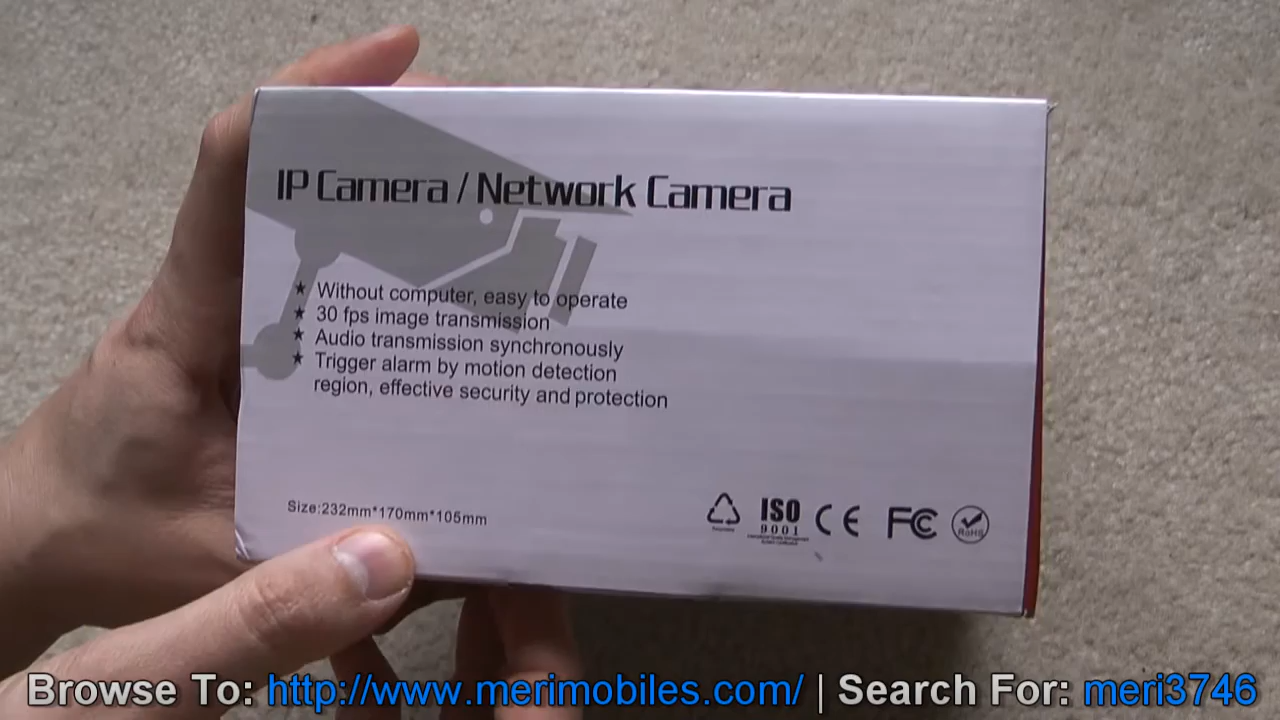 IP Camera / Network Camera
★ Without computer, easy to operate
★ 30 fps image transmission
★ Audio transmission synchronously
★ Trigger alarm by motion detection
region, effective security and protection
Size:232mm*170mm*105mm
ISO
9001
CE
FC
RoHS
Browse To: http://www.merimobiles.com/ | Search For: meri3746